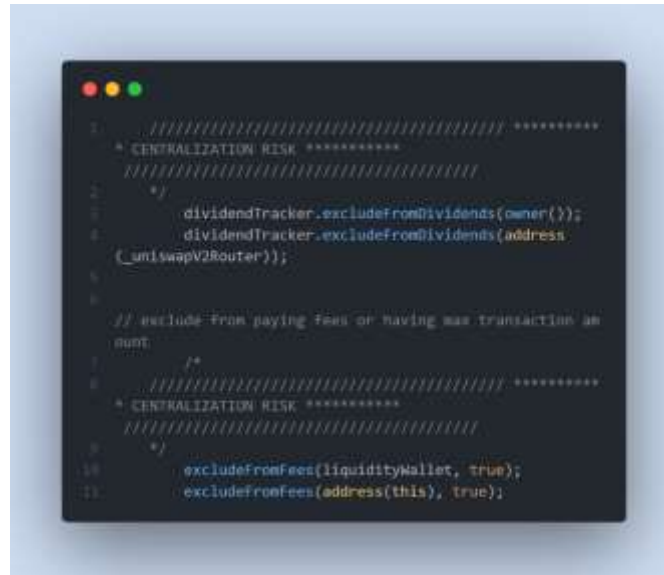 1 ///////////////////////////////////////// **********
* CENTRALIZATION RISK ***********
/////////////////////////////////////////
2 */
3 dividendTracker.excludeFromDividends(owner());
4 dividendTracker.excludeFromDividends(address
(_uniswapV2Router));
5
6
// exclude from paying fees or having max transaction am
ount
7 /*
8 ///////////////////////////////////////// **********
* CENTRALIZATION RISK ***********
/////////////////////////////////////////
9 */
10 excludeFromFees(liquidityWallet, true);
11 excludeFromFees(address(this), true);